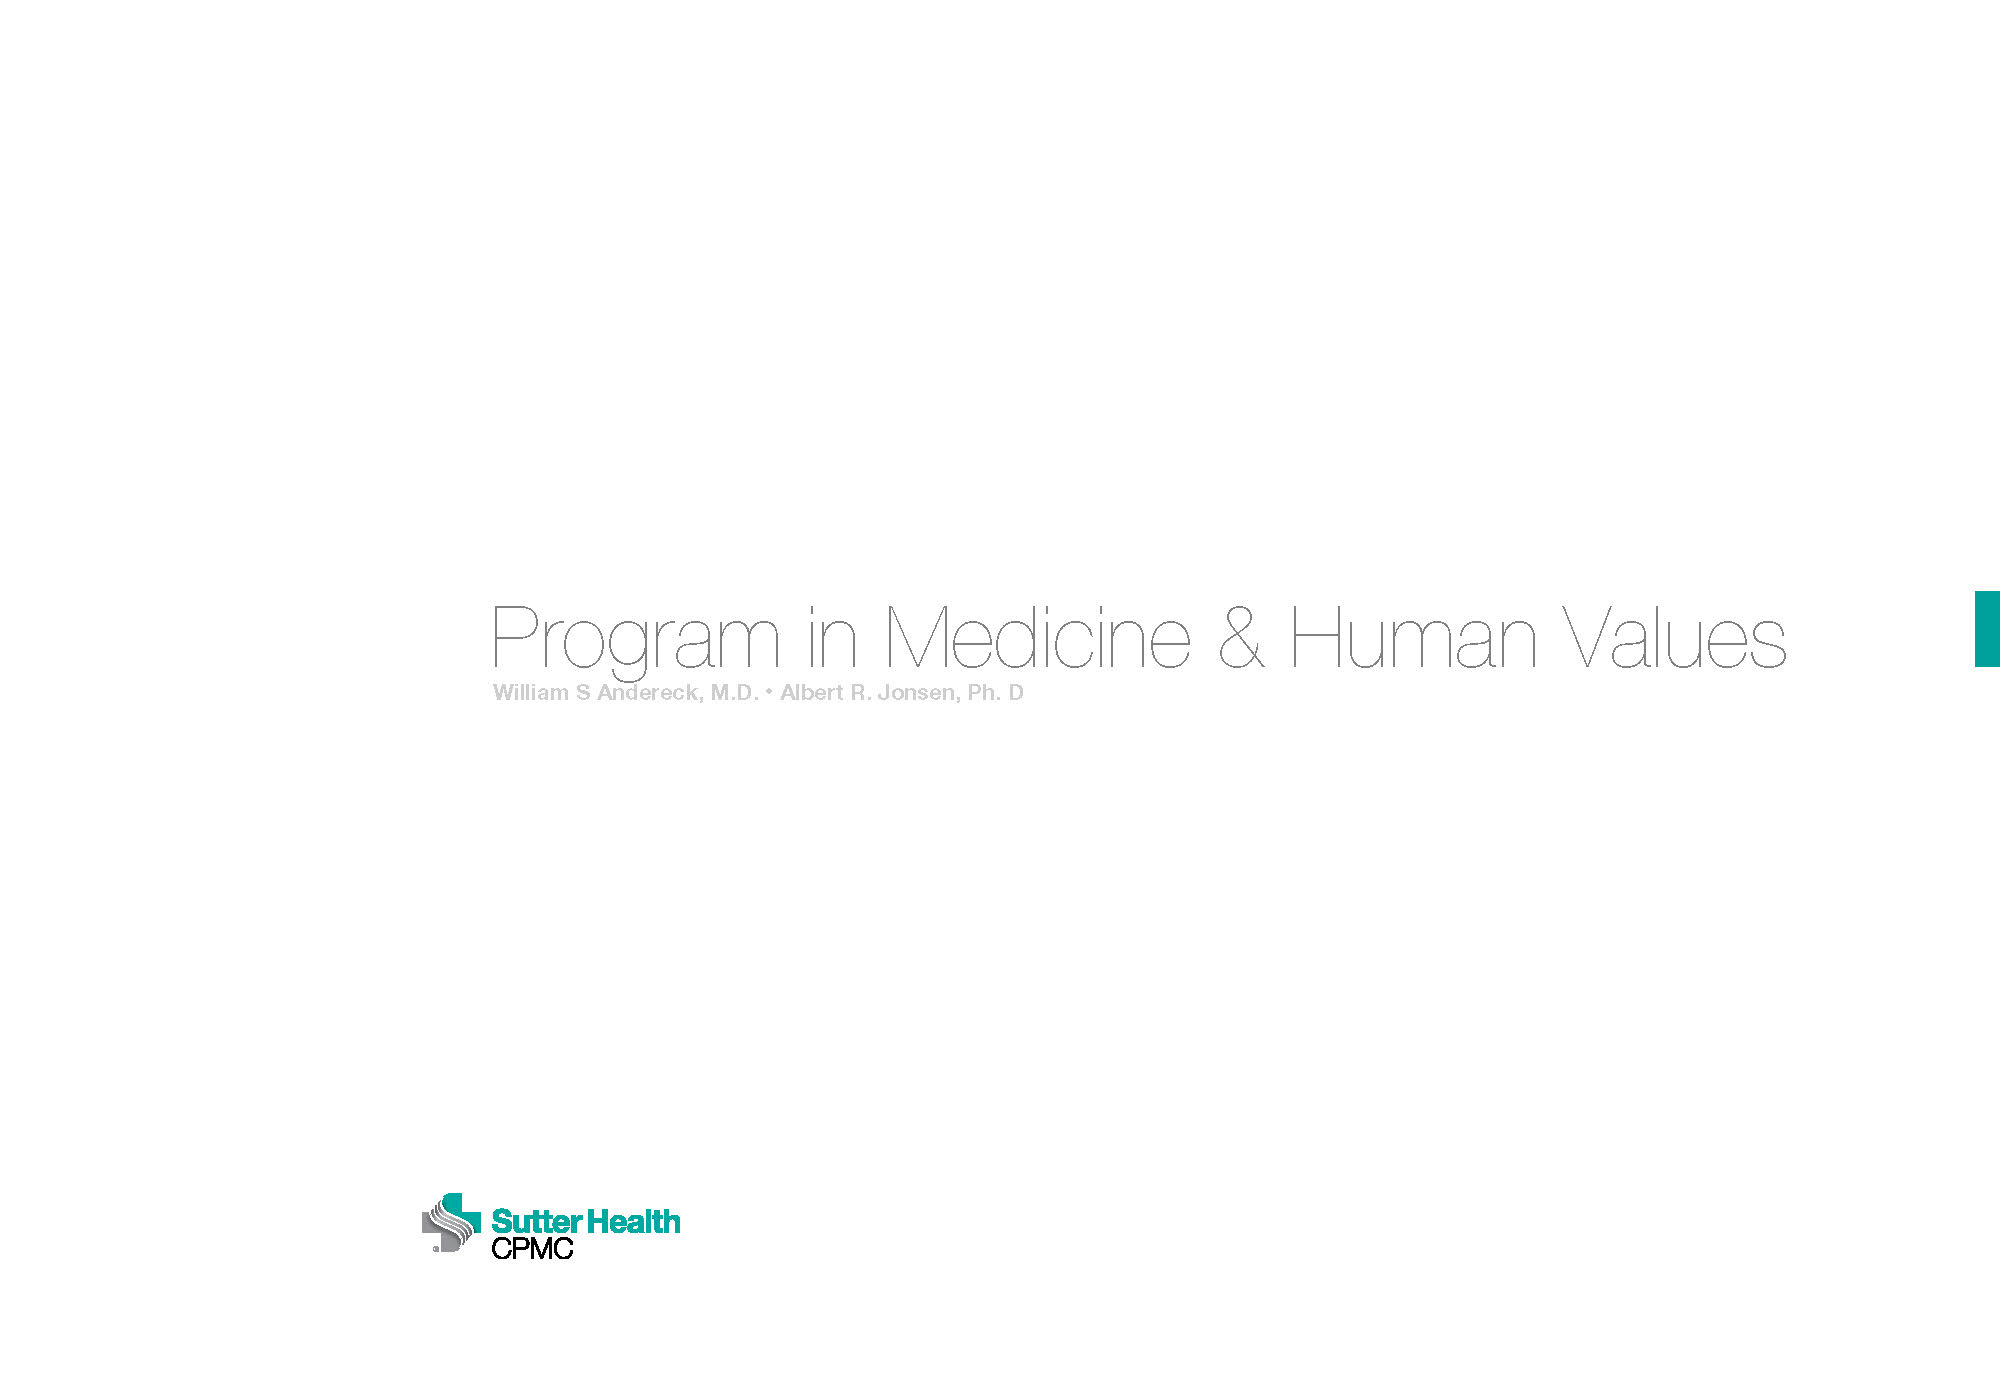 Program in Medicine & Human Values
William S Andereck, M.D. • Albert R. Jonsen, Ph. D
Sutter Health
CPMC